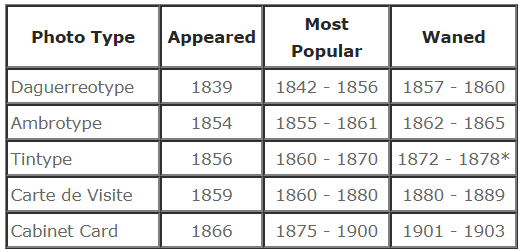 Photo Type Appeared Most Popular Waned
Daguerreotype 1839 1842 - 1856 1857 - 1860
Ambrotype 1854 1855 - 1861 1862 - 1865
Tintype 1856 1860 - 1870 1872 - 1878*
Carte de Visite 1859 1860 - 1880 1880 - 1889
Cabinet Card 1866 1875 - 1900 1901 - 1903